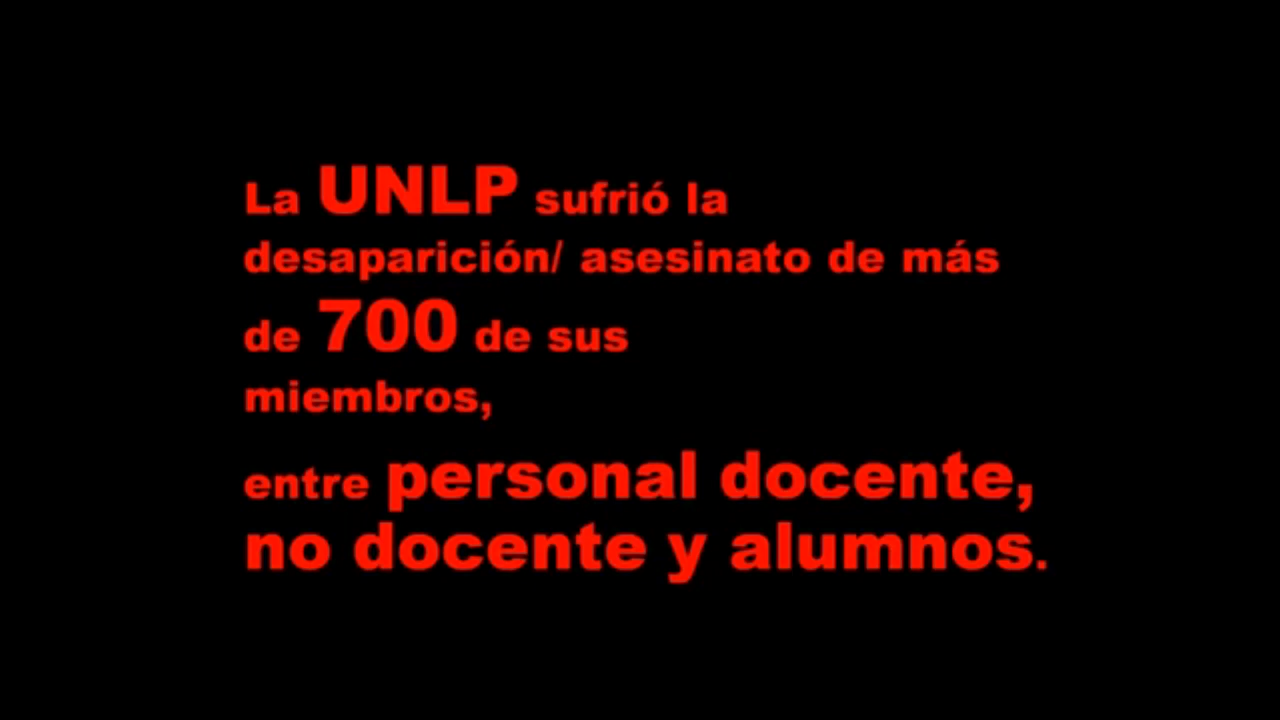 La UNLP sufrió la
desaparición/ asesinato de más
de 700 de sus
miembros,
entre personal docente,
no docente y alumnos.